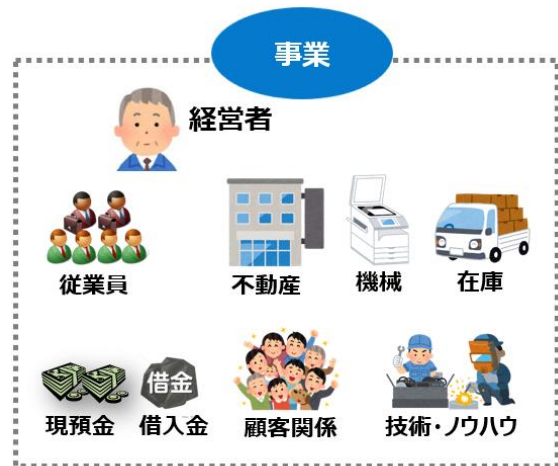 事業
経営者
従業員
不動産
機械
在庫
借金
現預金
借入金
顧客関係
技術・ノウハウ